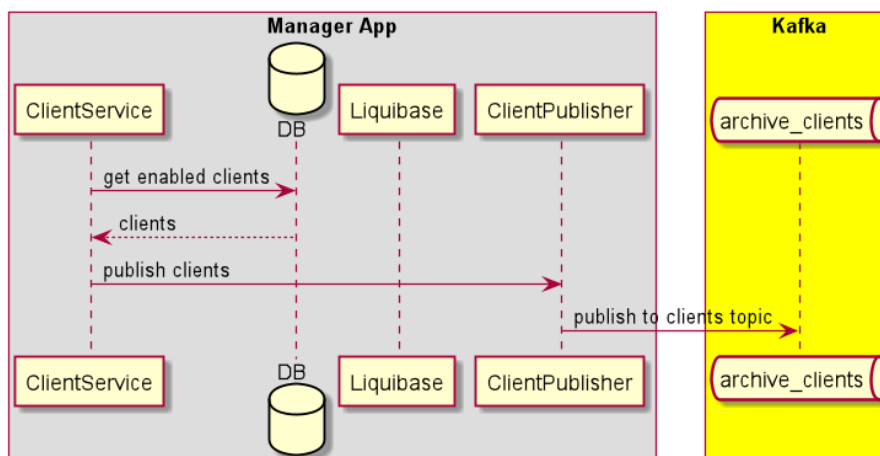 Manager App
Kafka
ClientService
DB
Liquibase
ClientPublisher
archive_clients
get enabled clients
clients
publish clients
publish to clients topic
ClientService
DB
Liquibase
ClientPublisher
archive_clients